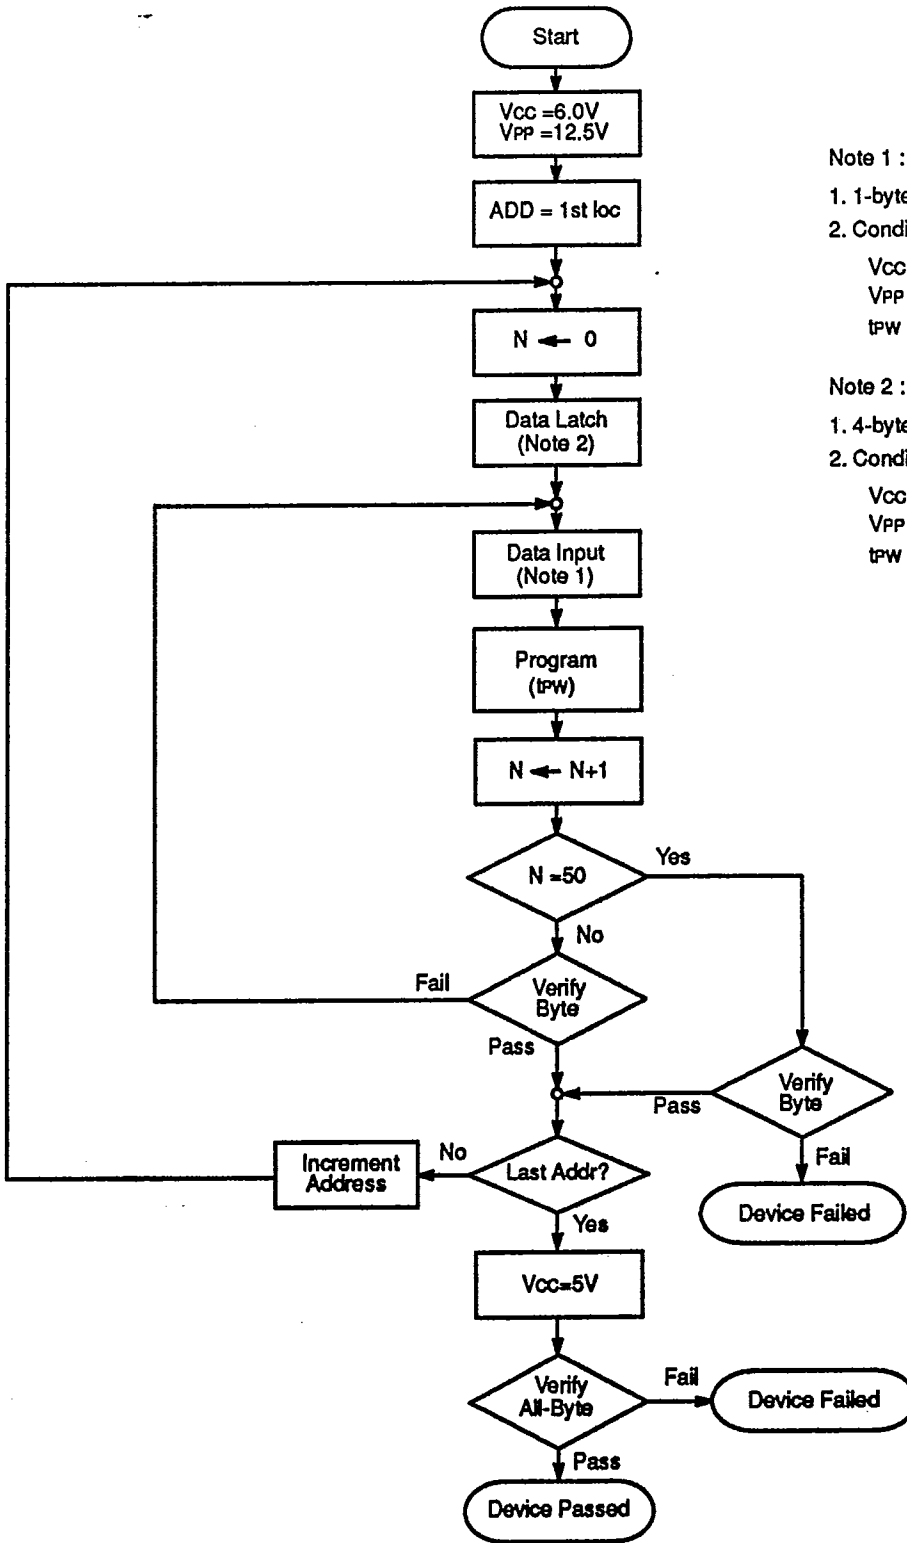 Start
VCC =6.0V
VPP =12.5V
ADD = 1st loc
N ← 0
Data Latch
(Note 2)
Data Input
(Note 1)
Program
(tPW)
N ← N+1
N =50
Yes
No
Verify
Byte
Fail
Pass
Verify
Byte
Pass
Fail
Device Failed
Last Addr?
No
Increment
Address
Yes
VCC=5V
Verify
All-Byte
Fail
Device Failed
Pass
Device Passed
Note 1 :
1. 1-byte
2. Condi
VCC
VPP
tPW
Note 2 :
1. 4-byte
2. Condi
VCC
VPP
tPW